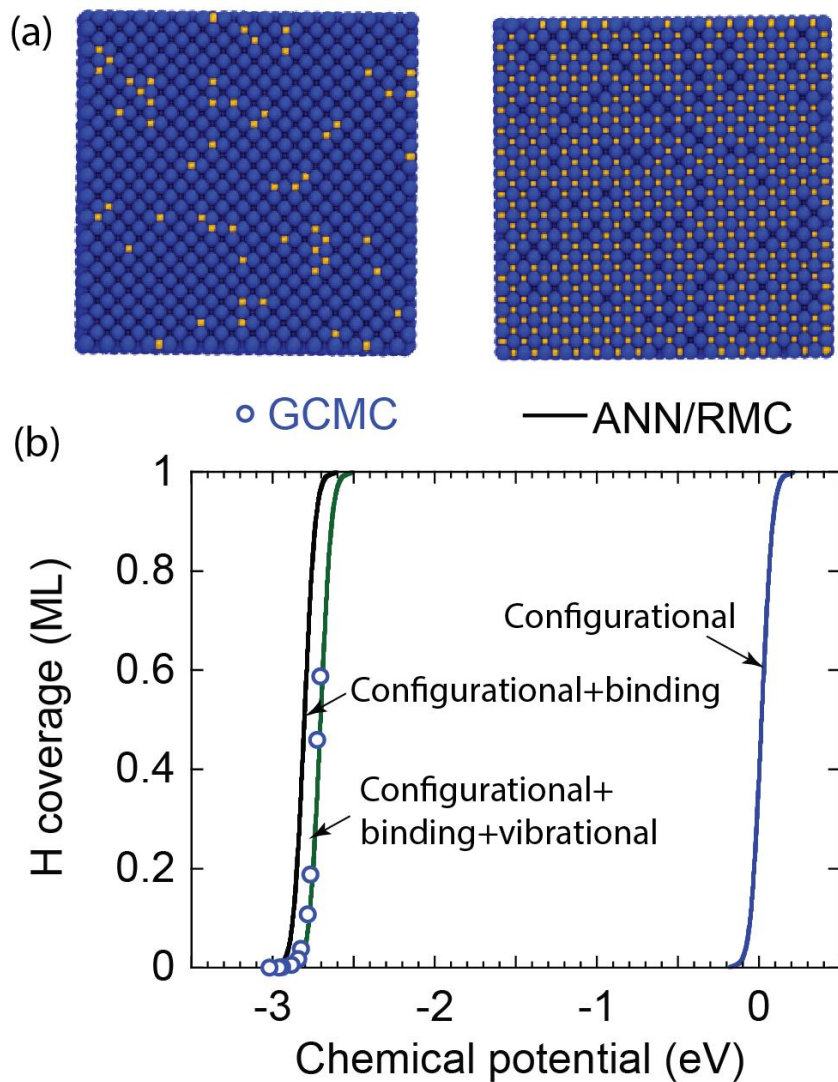 (a)
GCMC
ANN/RMC
(b)
1
0.8
0.6
0.4
0.2
0
H coverage (ML)
Configurational
Configurational+binding
Configurational+
binding+vibrational
-3
-2
-1
0
Chemical potential (eV)